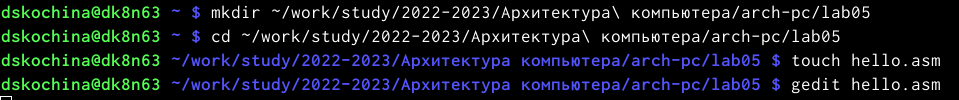 dskochina@dk8n63 ~ $ mkdir ~/work/study/2022-2023/Архитектура\ компьютера/arch-pc/lab05
dskochina@dk8n63 ~ $ cd ~/work/study/2022-2023/Архитектура\ компьютера/arch-pc/lab05
dskochina@dk8n63 ~/work/study/2022-2023/Архитектура компьютера/arch-pc/lab05 $ touch hello.asm
dskochina@dk8n63 ~/work/study/2022-2023/Архитектура компьютера/arch-pc/lab05 $ gedit hello.asm